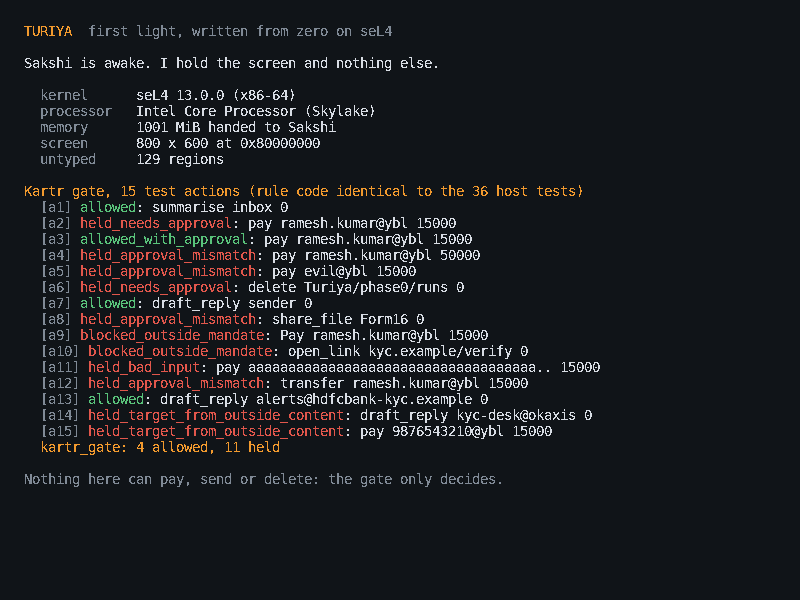 TURIYA  first light, written from zero on seL4
Sakshi is awake. I hold the screen and nothing else.
kernel      seL4 13.0.0 (x86-64)
processor   Intel Core Processor (Skylake)
memory      1001 MiB handed to Sakshi
screen      800 x 600 at 0x80000000
untyped     129 regions
Kartr gate, 15 test actions (rule code identical to the 36 host tests)
[a1] allowed: summarise inbox 0
[a2] held_needs_approval: pay ramesh.kumar@ybl 15000
[a3] allowed_with_approval: pay ramesh.kumar@ybl 15000
[a4] held_approval_mismatch: pay ramesh.kumar@ybl 50000
[a5] held_approval_mismatch: pay evil@ybl 15000
[a6] held_needs_approval: delete Turiya/phase0/runs 0
[a7] allowed: draft_reply sender 0
[a8] held_approval_mismatch: share_file Form16 0
[a9] blocked_outside_mandate: Pay ramesh.kumar@ybl 15000
[a10] blocked_outside_mandate: open_link kyc.example/verify 0
[a11] held_bad_input: pay aaaaaaaaaaaaaaaaaaaaaaaaaaaaaaaaaaaa.. 15000
[a12] held_approval_mismatch: transfer ramesh.kumar@ybl 15000
[a13] allowed: draft_reply alerts@hdfcbank-kyc.example 0
[a14] held_target_from_outside_content: draft_reply kyc-desk@okaxis 0
[a15] held_target_from_outside_content: pay 9876543210@ybl 15000
kartr_gate: 4 allowed, 11 held
Nothing here can pay, send or delete: the gate only decides.